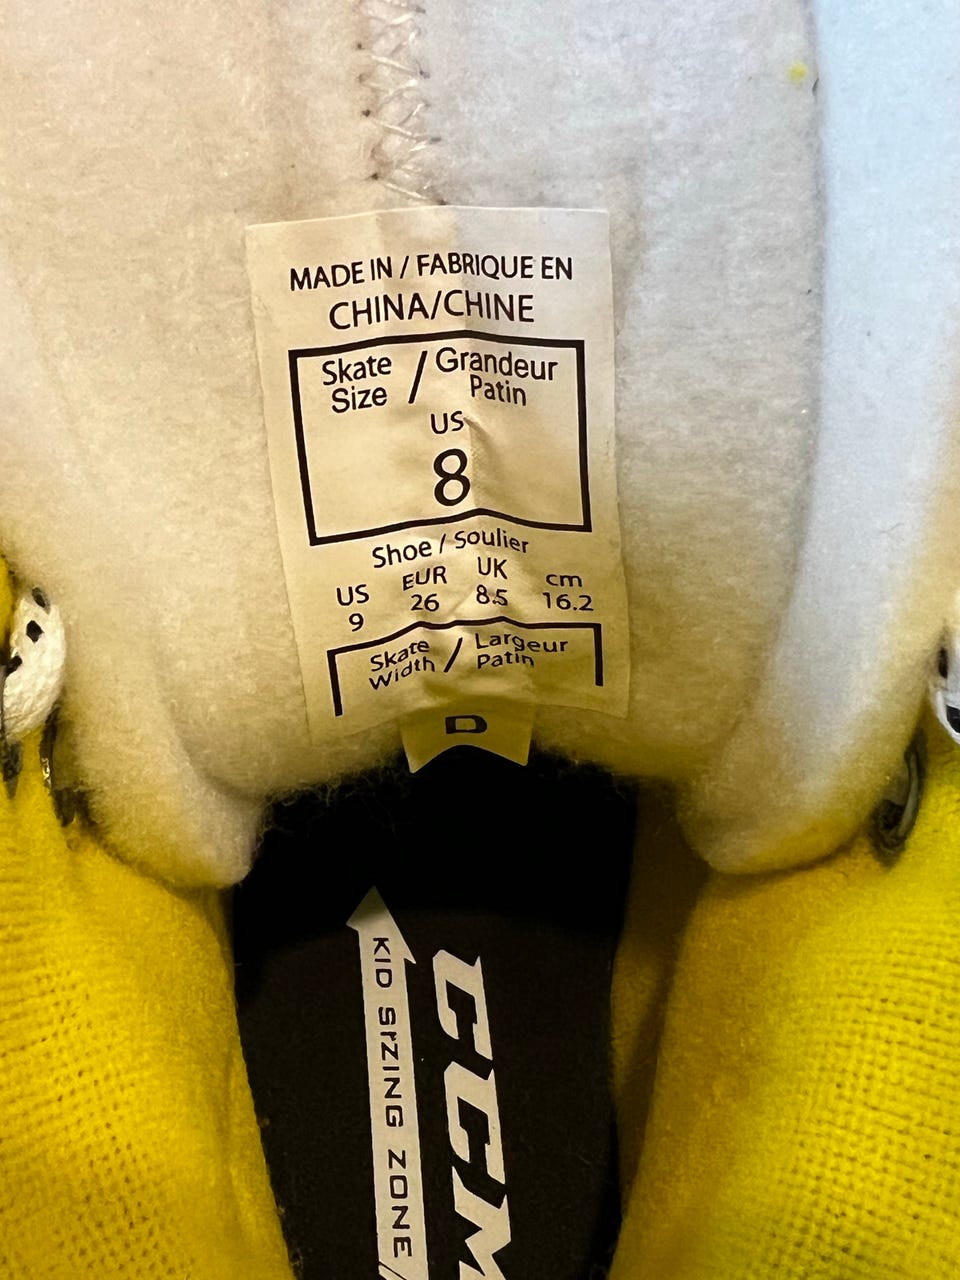 MADE IN / FABRIQUE EN
CHINA/CHINE
Skate Size / Grandeur Patin
US
8
Shoe / Soulier
US EUR UK cm
9 26 8.5 16.2
Skate Width / Largeur Patin
D
KID SIZING ZONE
CCM